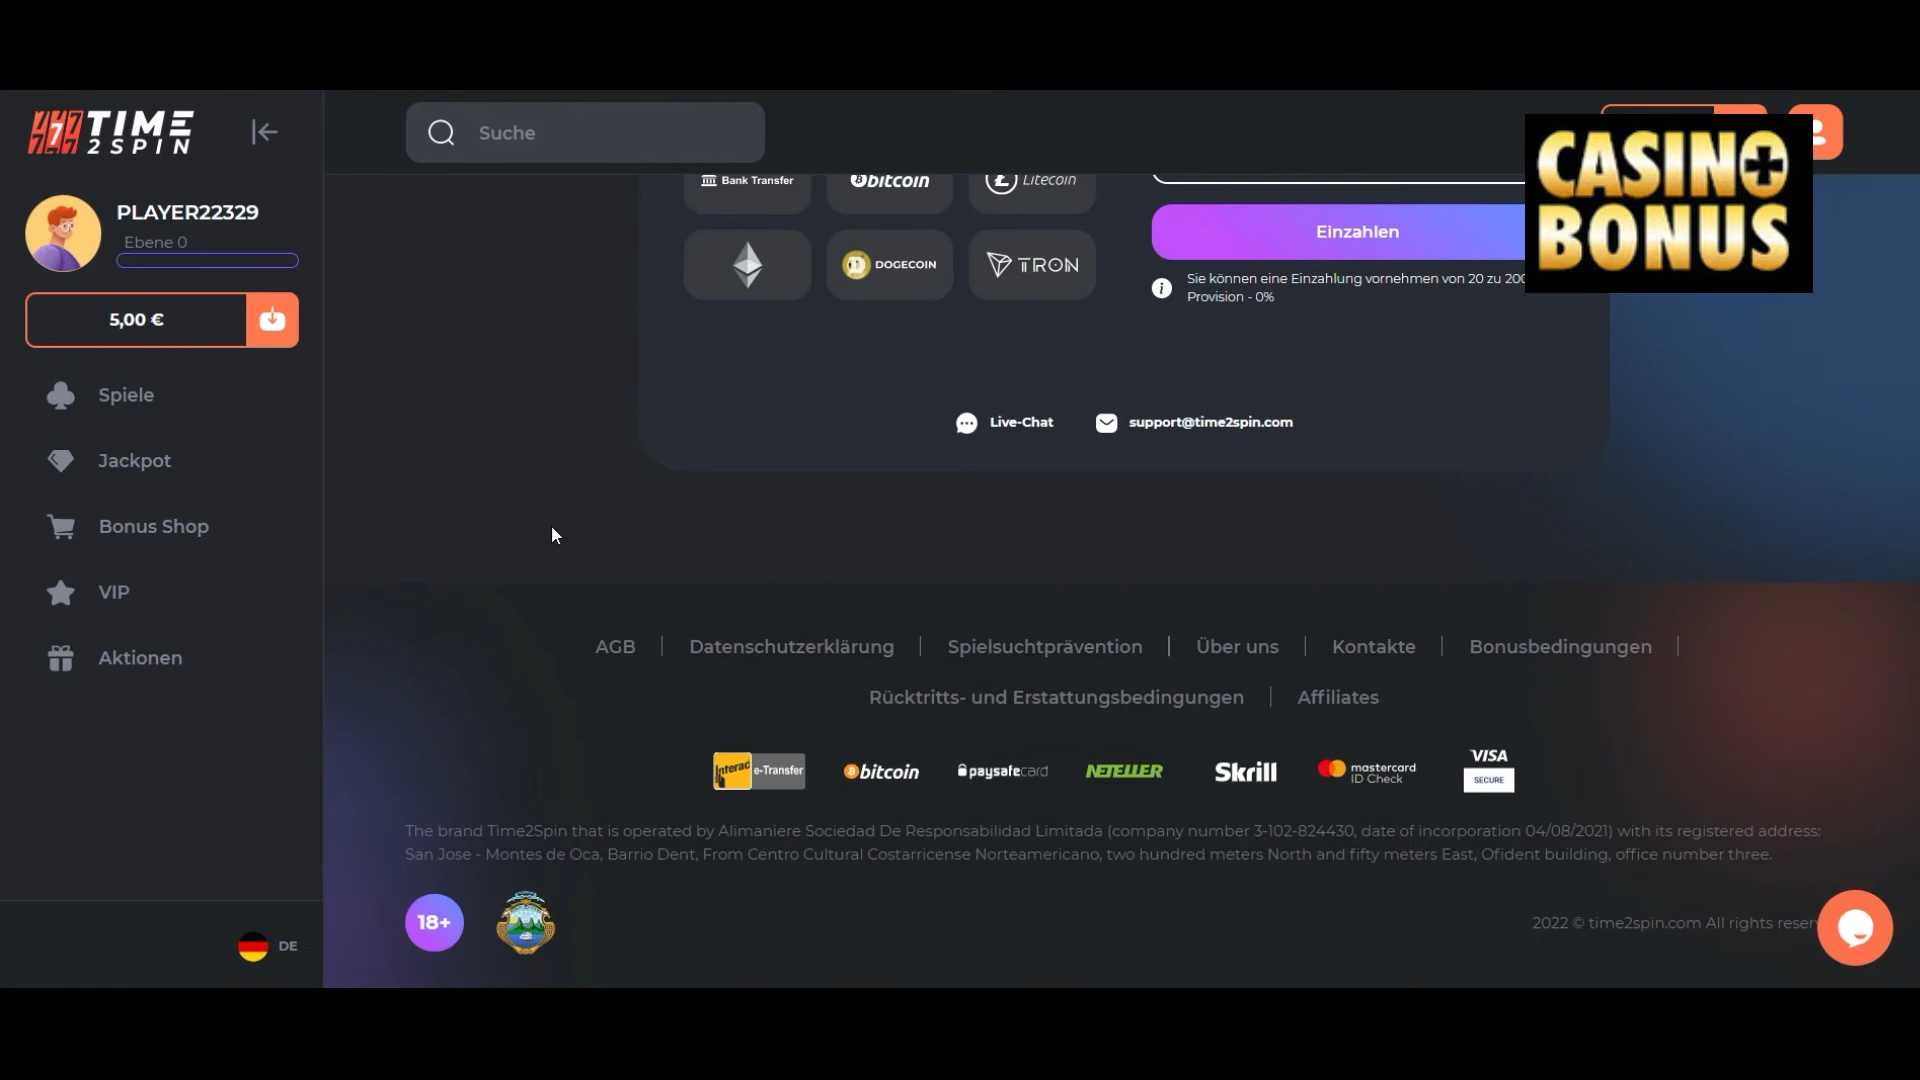 TIME
2SPIN
Suche
CASINO
BONUS
PLAYER22329
Ebene 0
5,00 €
Spiele
Jackpot
Bonus Shop
VIP
Aktionen
DE
Bank Transfer
bitcoin
Litecoin
DOGECOIN
TRON
Einzahlen
Sie können eine Einzahlung vornehmen von 20 zu 200
Provision - 0%
Live-Chat
support@time2spin.com
AGB
Datenschutzerklärung
Spielsuchtprävention
Über uns
Kontakte
Bonusbedingungen
Rücktritts- und Erstattungsbedingungen
Affiliates
Interac e-Transfer
bitcoin
paysafecard
NETELLER
Skrill
mastercard
ID Check
VISA
SECURE
The brand Time2Spin that is operated by Alimaniere Sociedad De Responsabilidad Limitada (company number 3-102-824430, date of incorporation 04/08/2021) with its registered address:
San Jose - Montes de Oca, Barrio Dent, From Centro Cultural Costarricense Norteamericano, two hundred meters North and fifty meters East, Ofident building, office number three.
18+
2022 © time2spin.com All rights reser